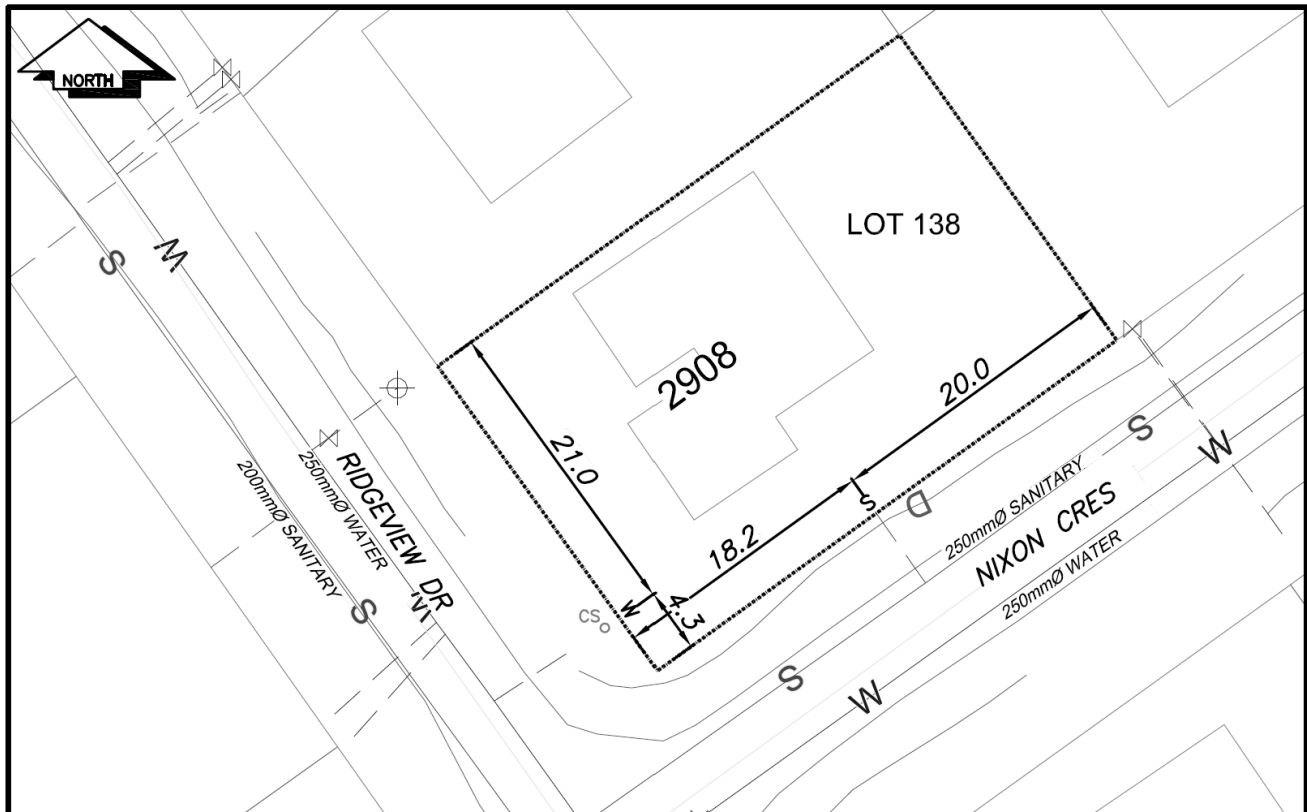 NORTH
LOT 138
2908
S
W
20.0
21.0
S
W
RIDGEVIEW DR
250mmØ WATER
200mmØ SANITARY
S
D
250mmØ SANITARY
NIXON CRES
250mmØ WATER
18.2
W
4.3
CS
S
W
S
W